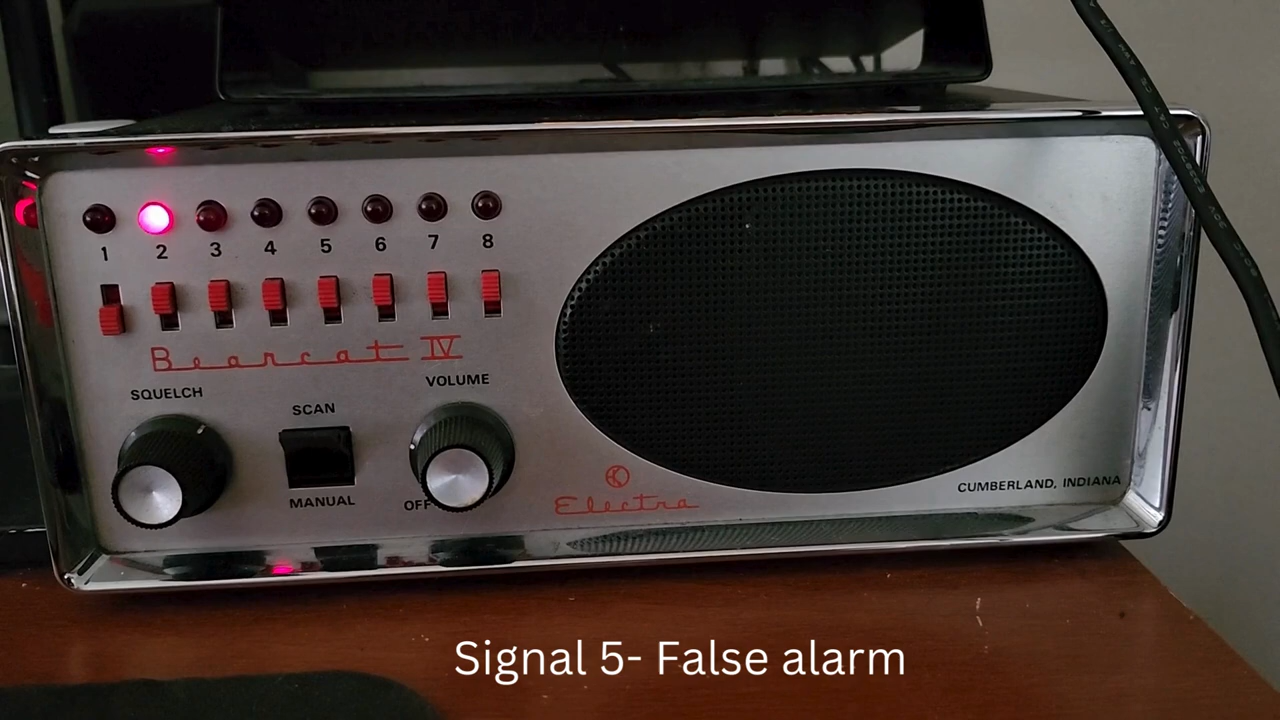 1 2 3 4 5 6 7 8
Bearcat IV
SQUELCH
SCAN
VOLUME
MANUAL
OFF
Electra
CUMBERLAND, INDIANA
Signal 5- False alarm